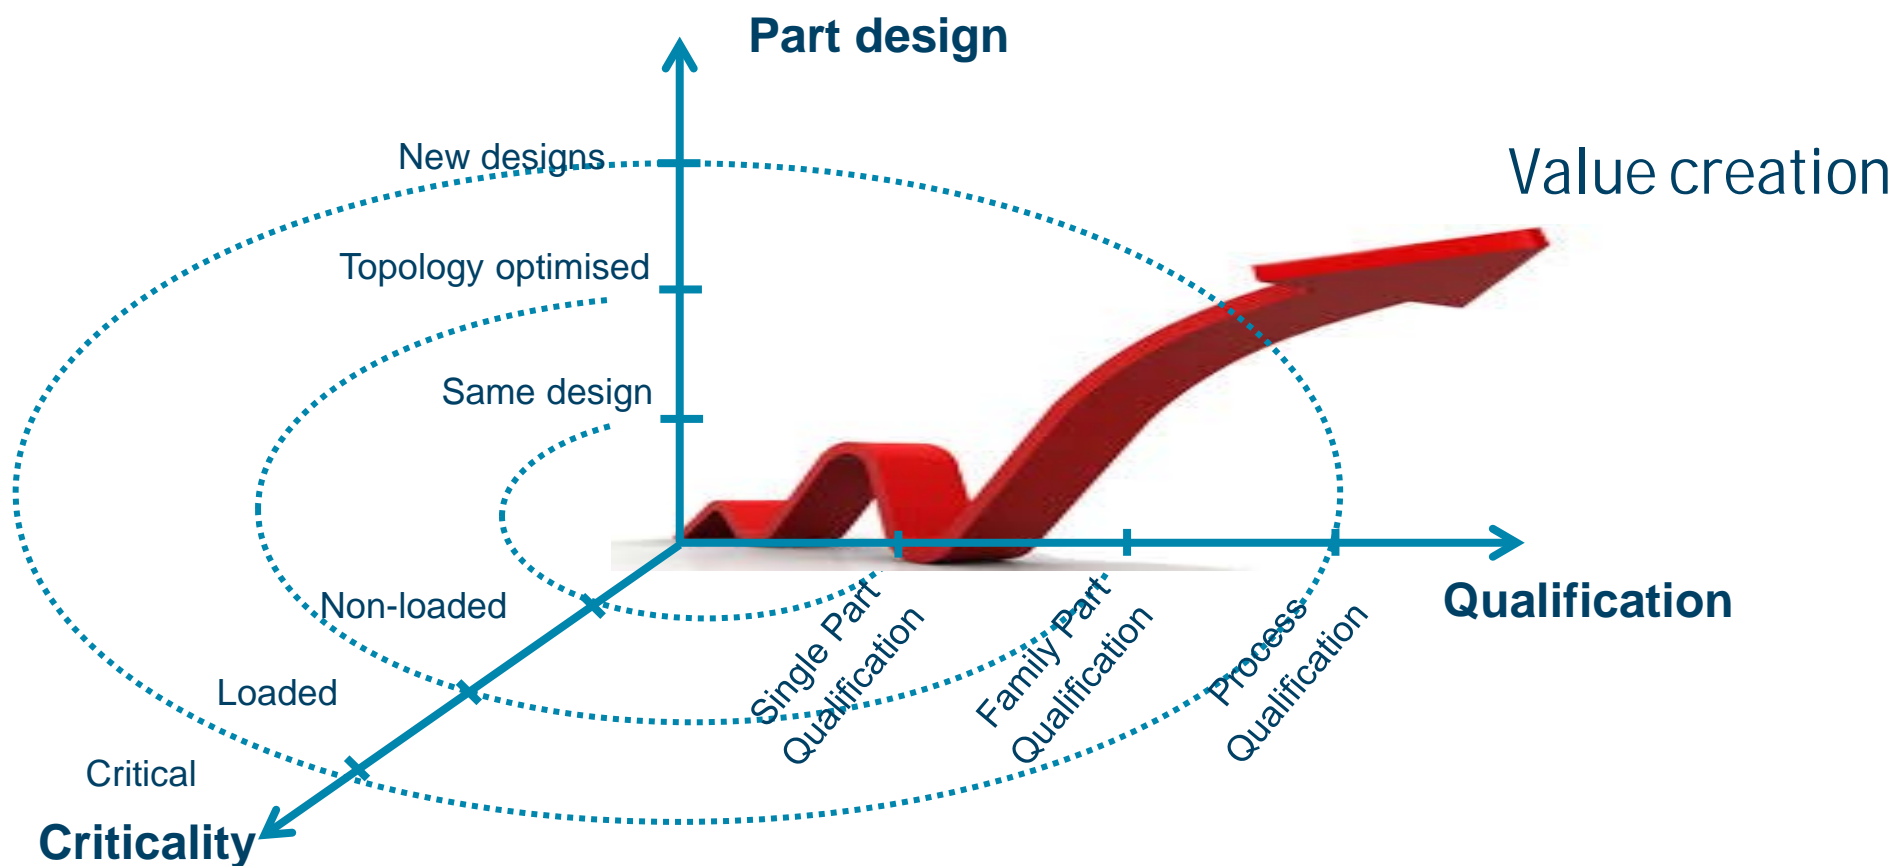 Part design
New designs
Value creation
Topology optimised
Same design
Non-loaded
Qualification
Single Part
Qualification
Family Part
Qualification
Process
Qualification
Loaded
Critical
Criticality